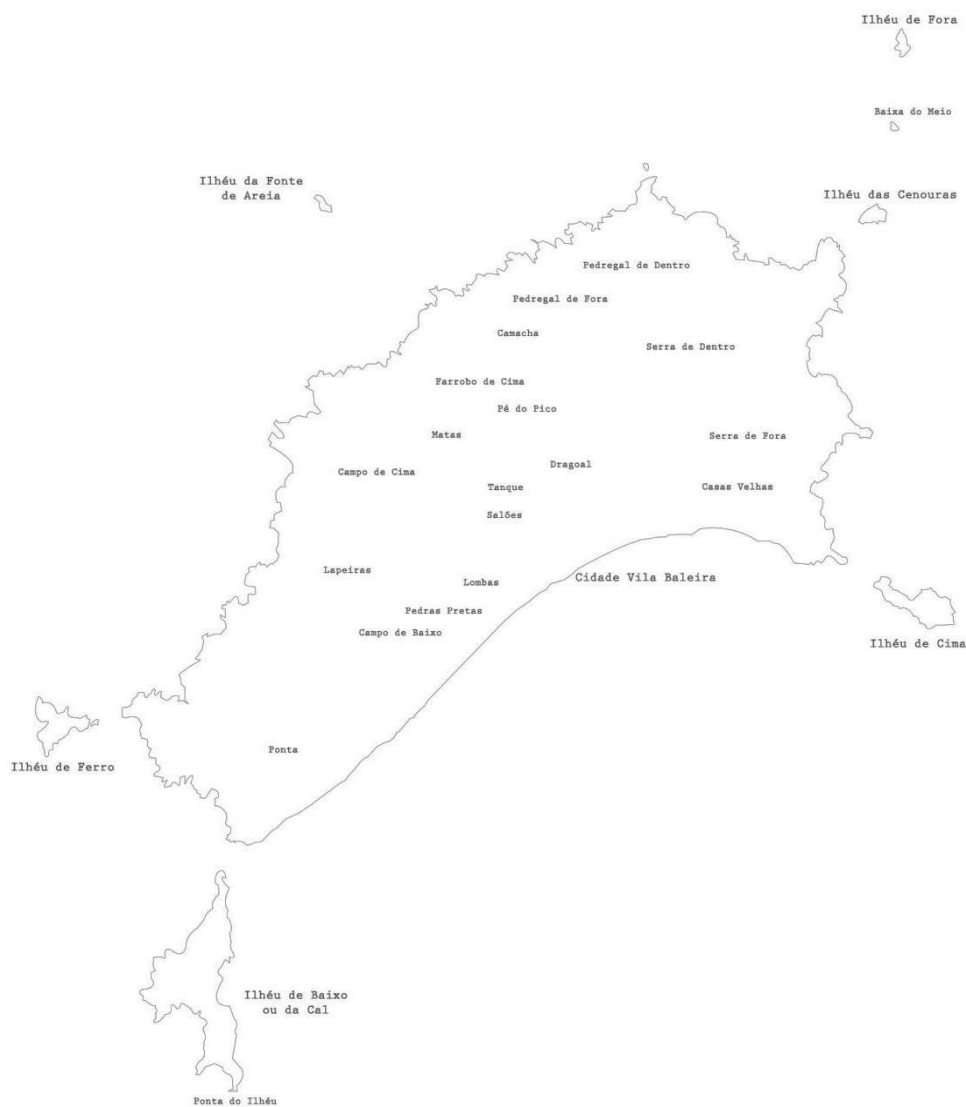 Ilhéu de Fora
Baixa do Meio
Ilhéu da Fonte
de Areia
Ilhéu das Cenouras
Pedregal de Dentro
Pedregal de Fora
Camacha
Serra de Dentro
Farrobo de Cima
Pé do Pico
Matas
Serra de Fora
Dragoal
Campo de Cima
Tanque
Casas Velhas
Salões
Lapeiras
Lombas
Cidade Vila Baleira
Pedras Pretas
Campo de Baixo
Ilhéu de Cima
Ponta
Ilhéu de Ferro
Ilhéu de Baixo
ou da Cal
Ponta do Ilhéu